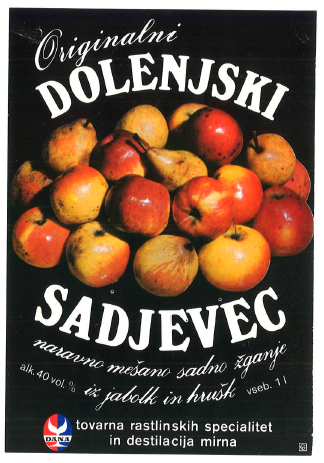 Originalni
DOLENJSKI
SADJEVEC
naravno mešano sadno žganje
alk. 40 vol. % iz jabolk in hrušk vseb. 1 l
DANA
tovarna rastlinskih specialitet
in destilacija mirna